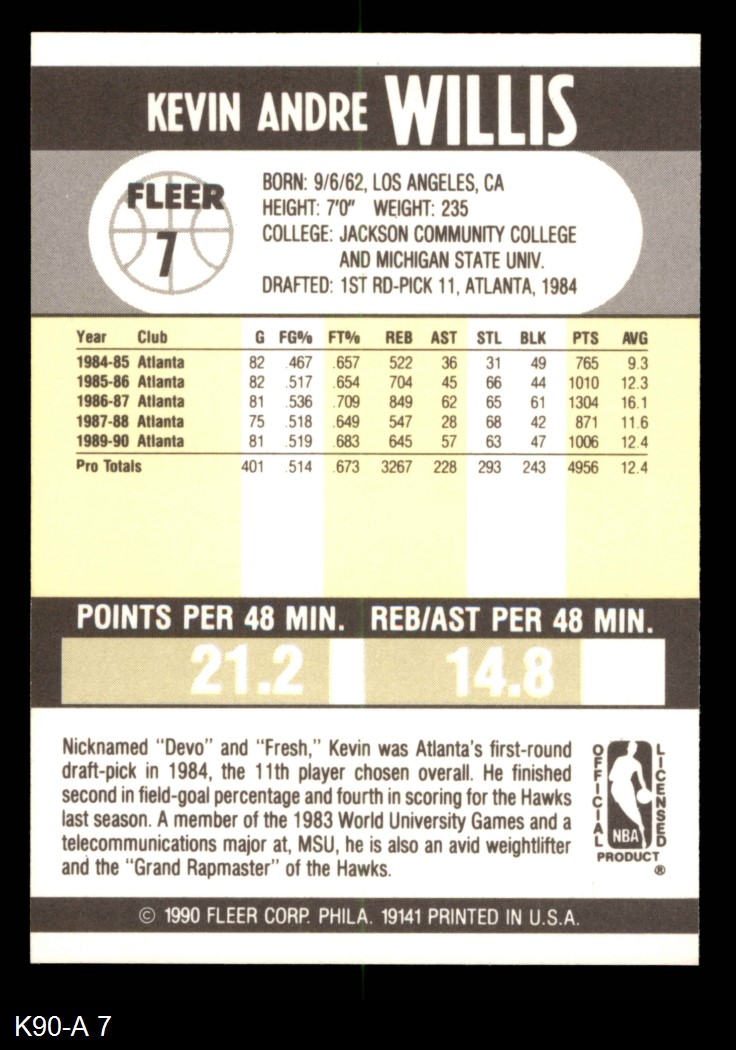 KEVIN ANDRE WILLIS
FLEER
7
BORN: 9/6/62, LOS ANGELES, CA
HEIGHT: 7'0" WEIGHT: 235
COLLEGE: JACKSON COMMUNITY COLLEGE
AND MICHIGAN STATE UNIV.
DRAFTED: 1ST RD-PICK 11, ATLANTA, 1984
Year Club G FG% FT% REB AST STL BLK PTS AVG
1984-85 Atlanta 82 .467 .657 522 36 31 49 765 9.3
1985-86 Atlanta 82 .517 .654 704 45 66 44 1010 12.3
1986-87 Atlanta 81 .536 .709 849 62 65 61 1304 16.1
1987-88 Atlanta 75 .518 .649 547 28 68 42 871 11.6
1989-90 Atlanta 81 .519 .683 645 57 63 47 1006 12.4
Pro Totals 401 .514 .673 3267 228 293 243 4956 12.4
POINTS PER 48 MIN. REB/AST PER 48 MIN.
21.2 14.8
Nicknamed "Devo" and "Fresh," Kevin was Atlanta's first-round
draft-pick in 1984, the 11th player chosen overall. He finished
second in field-goal percentage and fourth in scoring for the Hawks
last season. A member of the 1983 World University Games and a
telecommunications major at, MSU, he is also an avid weightlifter
and the "Grand Rapmaster" of the Hawks.
OFFICIAL LICENSED
NBA
PRODUCT
®
© 1990 FLEER CORP. PHILA. 19141 PRINTED IN U.S.A.
K90-A 7